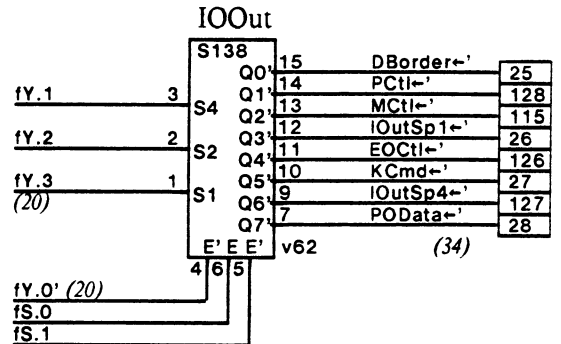 IOOut
S138
Q0' 15 DBorder←' 25
Q1' 14 PCtl←' 128
Q2' 13 MCtl←' 115
Q3' 12 IOutSp1←' 26
Q4' 11 EOCtl←' 126
Q5' 10 KCmd←' 27
Q6' 9 IOutSp4←' 127
Q7' 7 POData←' 28
fY.1 3 S4
fY.2 2 S2
fY.3 1 S1
(20)
E' E E' v62 (34)
4 6 5
fY.0' (20)
fS.0
fS.1